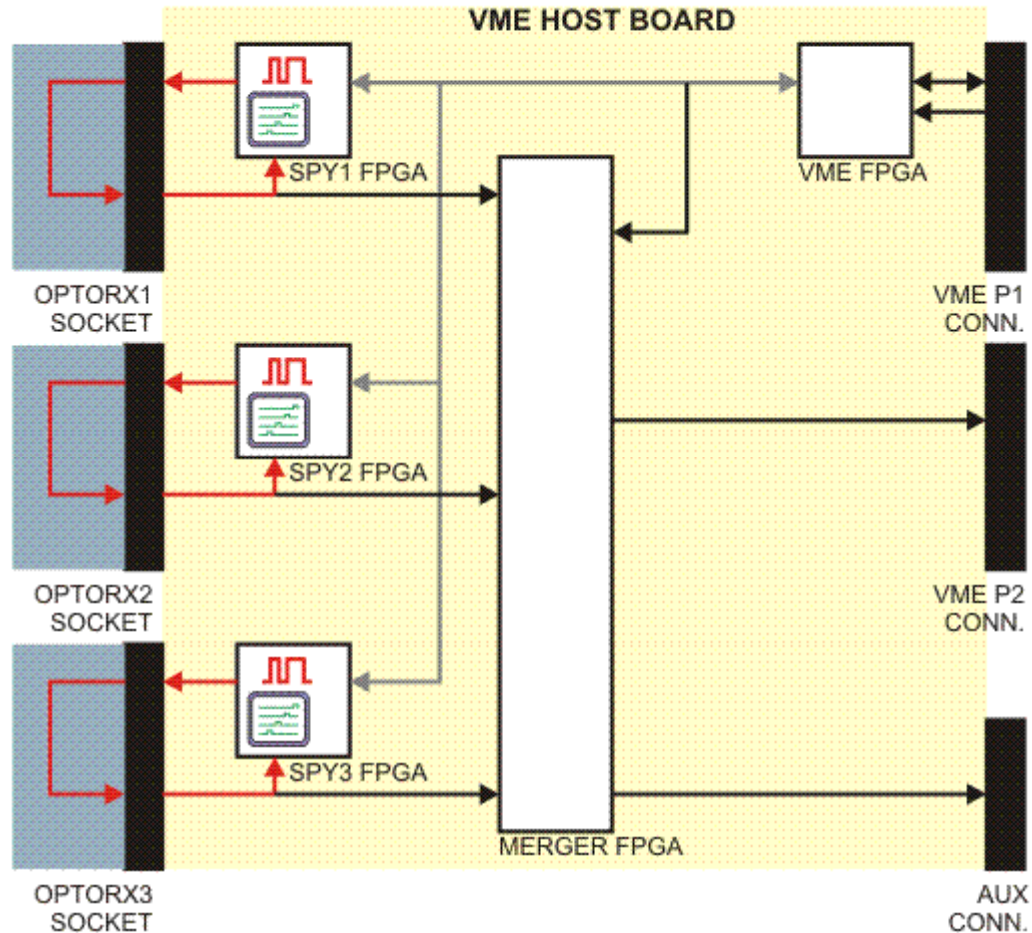 VME HOST BOARD
SPY1 FPGA
VME FPGA
OPTORX1
SOCKET
VME P1
CONN.
SPY2 FPGA
OPTORX2
SOCKET
VME P2
CONN.
SPY3 FPGA
MERGER FPGA
OPTORX3
SOCKET
AUX
CONN.